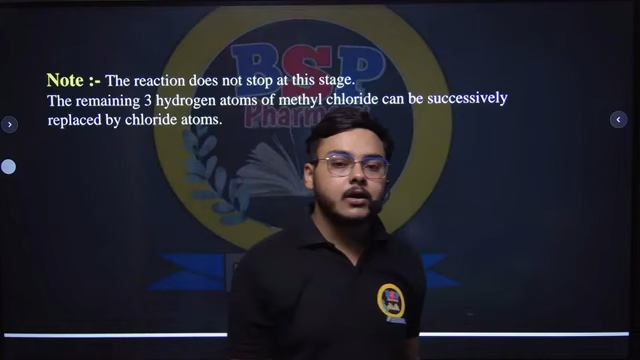 BSP
Pharmacy
Note :- The reaction does not stop at this stage.
The remaining 3 hydrogen atoms of methyl chloride can be successively
replaced by chloride atoms.